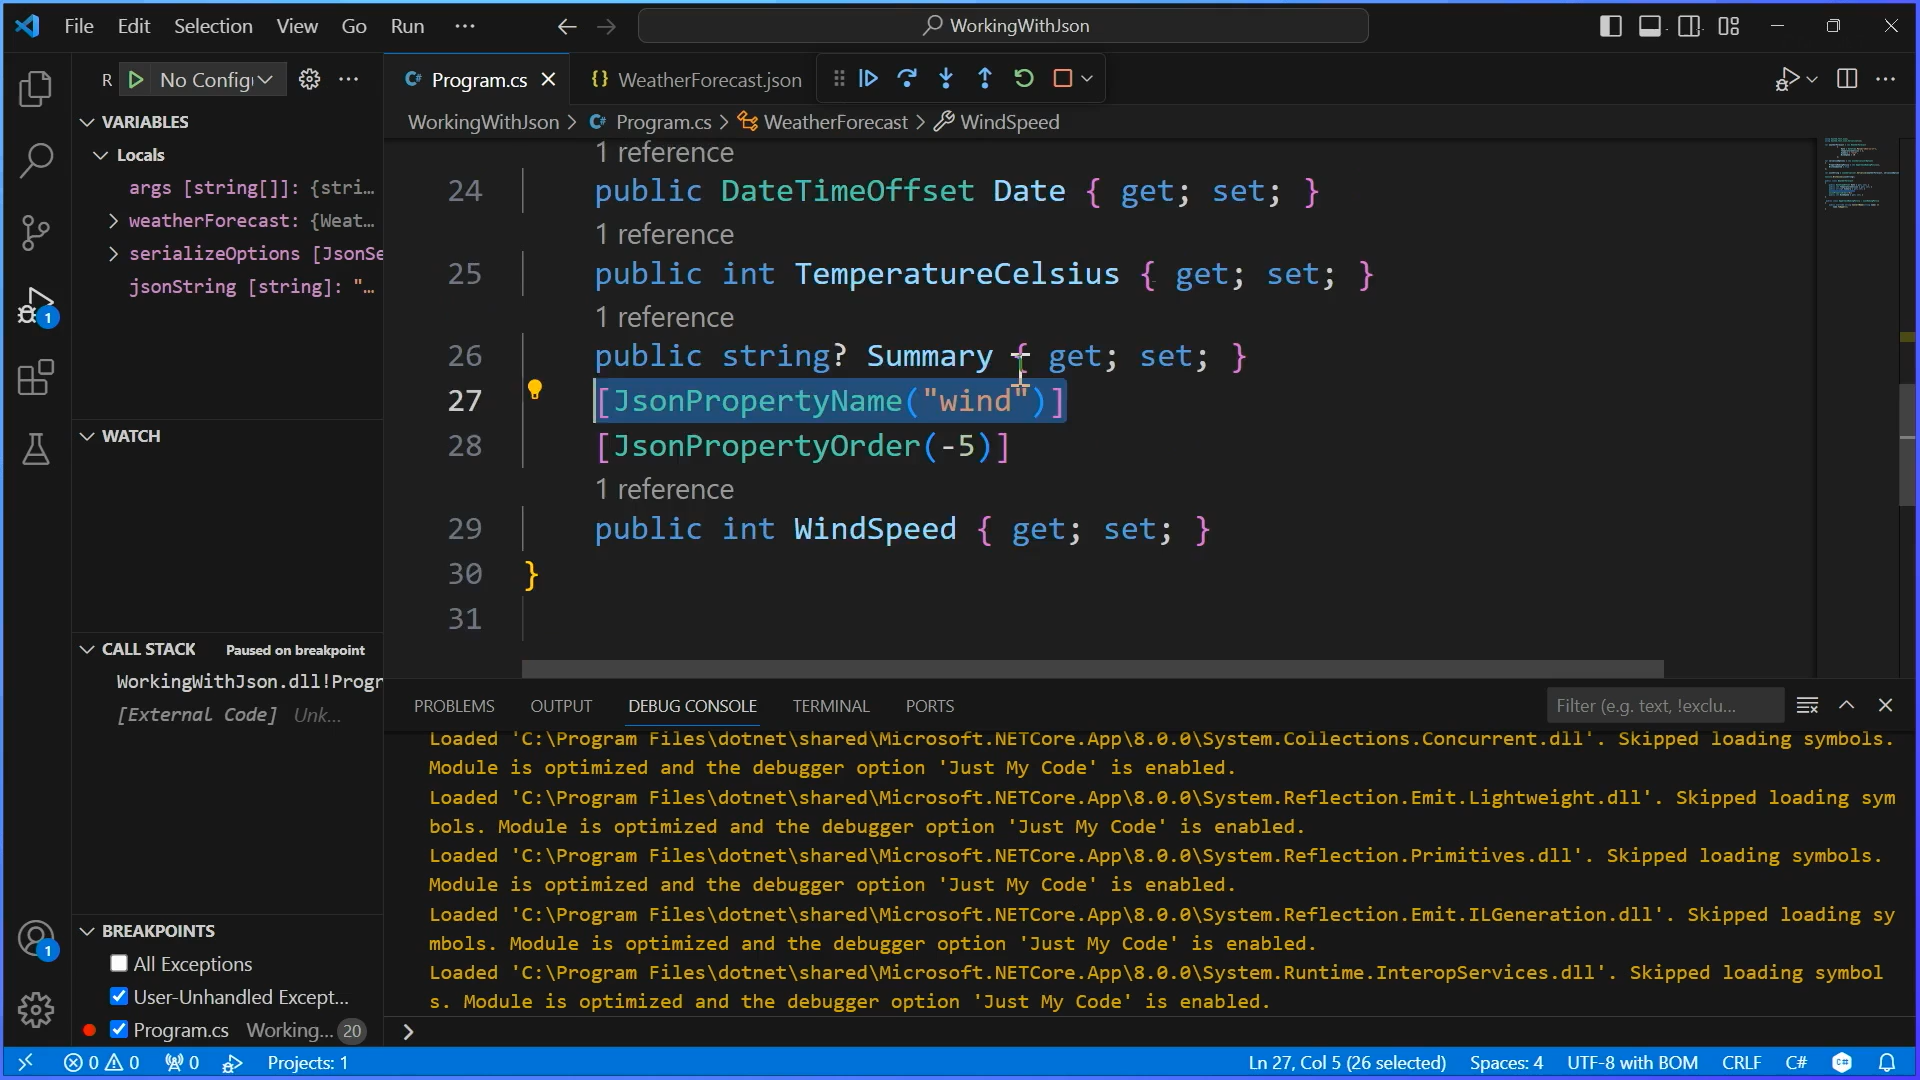 File Edit Selection View Go Run ···
WorkingWithJson
R No Config
Program.cs
WeatherForecast.json
WorkingWithJson > Program.cs > WeatherForecast > WindSpeed
VARIABLES
Locals
args [string[]]: {stri...
weatherForecast: {Weat...
serializeOptions [JsonSe
jsonString [string]: "...
WATCH
CALL STACK Paused on breakpoint
WorkingWithJson.dll!Progr
[External Code] Unk...
BREAKPOINTS
All Exceptions
User-Unhandled Except...
Program.cs Working... 20
1
1
1 reference
24 public DateTimeOffset Date { get; set; }
1 reference
25 public int TemperatureCelsius { get; set; }
1 reference
26 public string? Summary { get; set; }
27 [JsonPropertyName("wind")]
28 [JsonPropertyOrder(-5)]
1 reference
29 public int WindSpeed { get; set; }
30 }
31
PROBLEMS OUTPUT DEBUG CONSOLE TERMINAL PORTS
Filter (e.g. text, !exclu...
Loaded 'C:\Program Files\dotnet\shared\Microsoft.NETCore.App\8.0.0\System.Collections.Concurrent.dll'. Skipped loading symbols.
Module is optimized and the debugger option 'Just My Code' is enabled.
Loaded 'C:\Program Files\dotnet\shared\Microsoft.NETCore.App\8.0.0\System.Reflection.Emit.Lightweight.dll'. Skipped loading sym
bols. Module is optimized and the debugger option 'Just My Code' is enabled.
Loaded 'C:\Program Files\dotnet\shared\Microsoft.NETCore.App\8.0.0\System.Reflection.Primitives.dll'. Skipped loading symbols.
Module is optimized and the debugger option 'Just My Code' is enabled.
Loaded 'C:\Program Files\dotnet\shared\Microsoft.NETCore.App\8.0.0\System.Reflection.Emit.ILGeneration.dll'. Skipped loading sy
mbols. Module is optimized and the debugger option 'Just My Code' is enabled.
Loaded 'C:\Program Files\dotnet\shared\Microsoft.NETCore.App\8.0.0\System.Runtime.InteropServices.dll'. Skipped loading symbol
s. Module is optimized and the debugger option 'Just My Code' is enabled.
>
0 0 0 Projects: 1
Ln 27, Col 5 (26 selected) Spaces: 4 UTF-8 with BOM CRLF C#